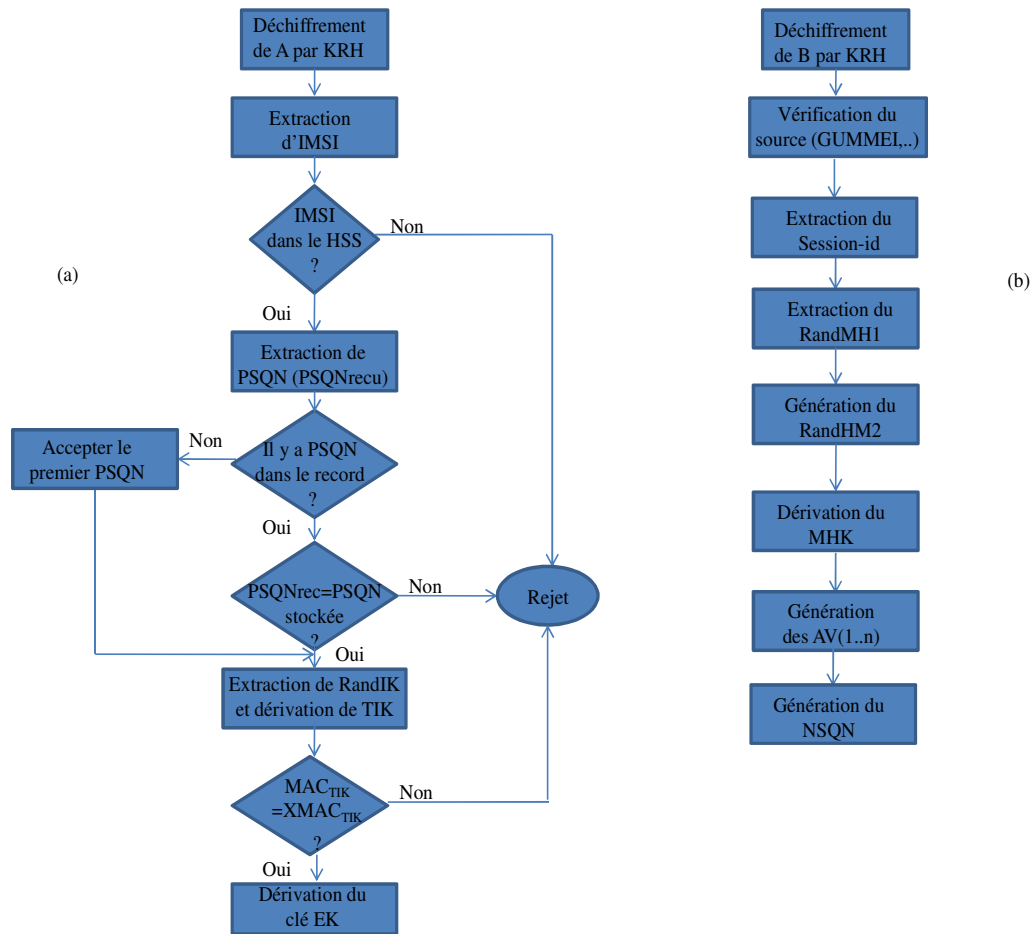 Déchiffrement
de A par KRH
Extraction
d'IMSI
IMSI
dans le HSS
?
Non
(a)
Oui
Extraction de
PSQN (PSQNrecu)
Il y a PSQN
dans le record
?
Non
Accepter le
premier PSQN
Oui
PSQNrec=PSQN
stockée
?
Non
Rejet
Oui
Extraction de RandIK
et dérivation de TIK
MACTIK
=XMACTIK
?
Non
Oui
Dérivation du
clé EK
Déchiffrement
de B par KRH
Vérification du
source (GUMMEI,..)
Extraction du
Session-id
(b)
Extraction du
RandMH1
Génération du
RandHM2
Dérivation du
MHK
Génération
des AV(1..n)
Génération du
NSQN